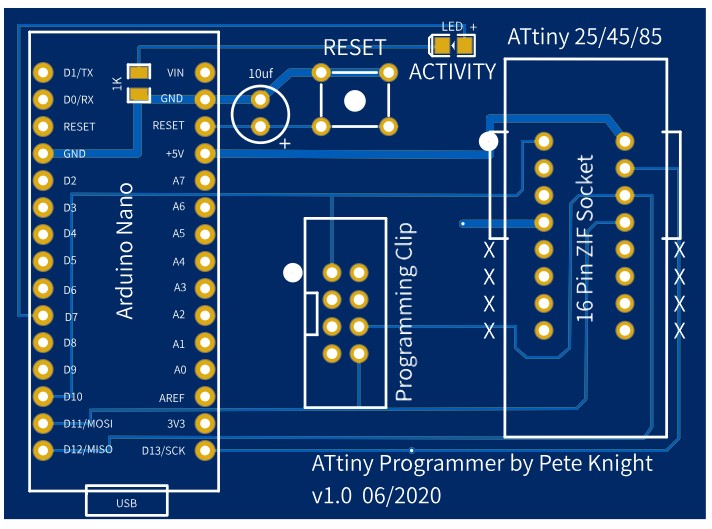 LED +
RESET
ATtiny 25/45/85
ACTIVITY
1K
10uf
+
D1/TX
VIN
D0/RX
GND
RESET
RESET
GND
+5V
D2
A7
D3
A6
D4
A5
D5
A4
D6
A3
D7
A2
D8
A1
D9
A0
D10
AREF
D11/MOSI
3V3
D12/MISO
D13/SCK
Arduino Nano
USB
Programming Clip
16 Pin ZIF Socket
X X
X X
X X
X X
ATtiny Programmer by Pete Knight
v1.0 06/2020